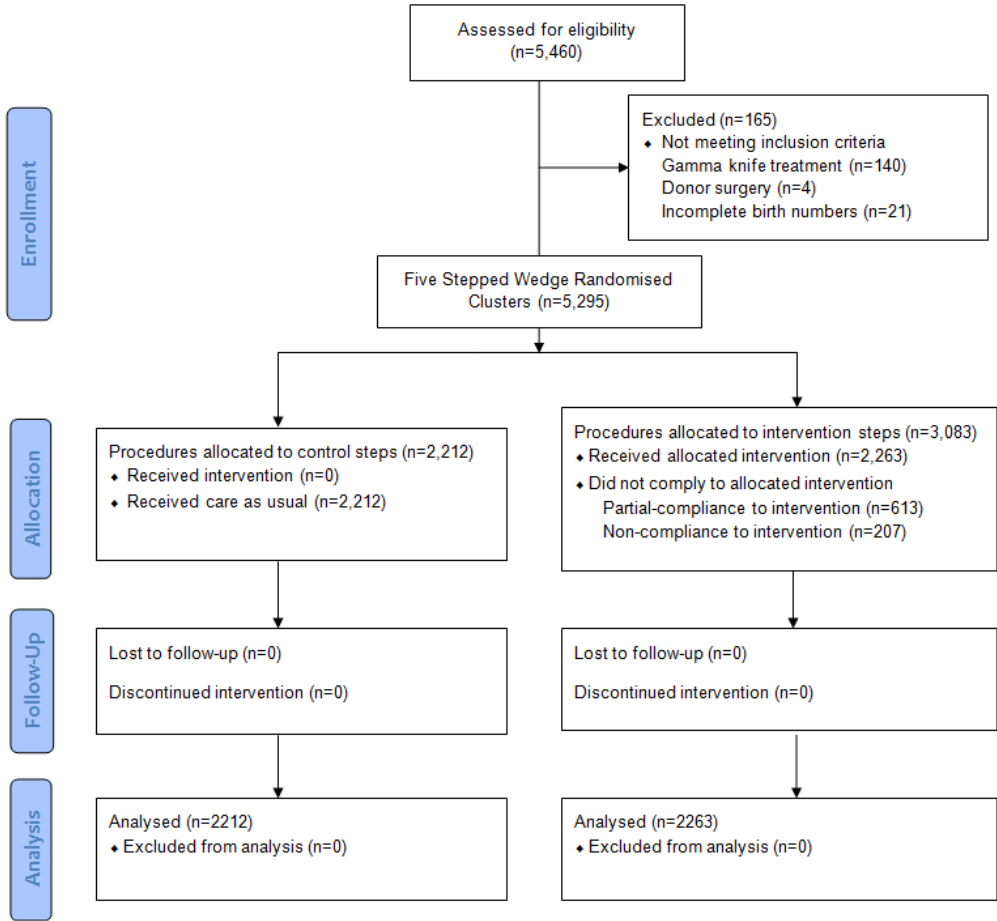 Assessed for eligibility
(n=5,460)
Enrollment
Excluded (n=165)
⬥ Not meeting inclusion criteria
Gamma knife treatment (n=140)
Donor surgery (n=4)
Incomplete birth numbers (n=21)
Five Stepped Wedge Randomised
Clusters (n=5,295)
Allocation
Procedures allocated to control steps (n=2,212)
⬥ Received intervention (n=0)
⬥ Received care as usual (n=2,212)
Procedures allocated to intervention steps (n=3,083)
⬥ Received allocated intervention (n=2,263)
⬥ Did not comply to allocated intervention
Partial-compliance to intervention (n=613)
Non-compliance to intervention (n=207)
Follow-Up
Lost to follow-up (n=0)
Discontinued intervention (n=0)
Lost to follow-up (n=0)
Discontinued intervention (n=0)
Analysis
Analysed (n=2212)
⬥ Excluded from analysis (n=0)
Analysed (n=2263)
⬥ Excluded from analysis (n=0)